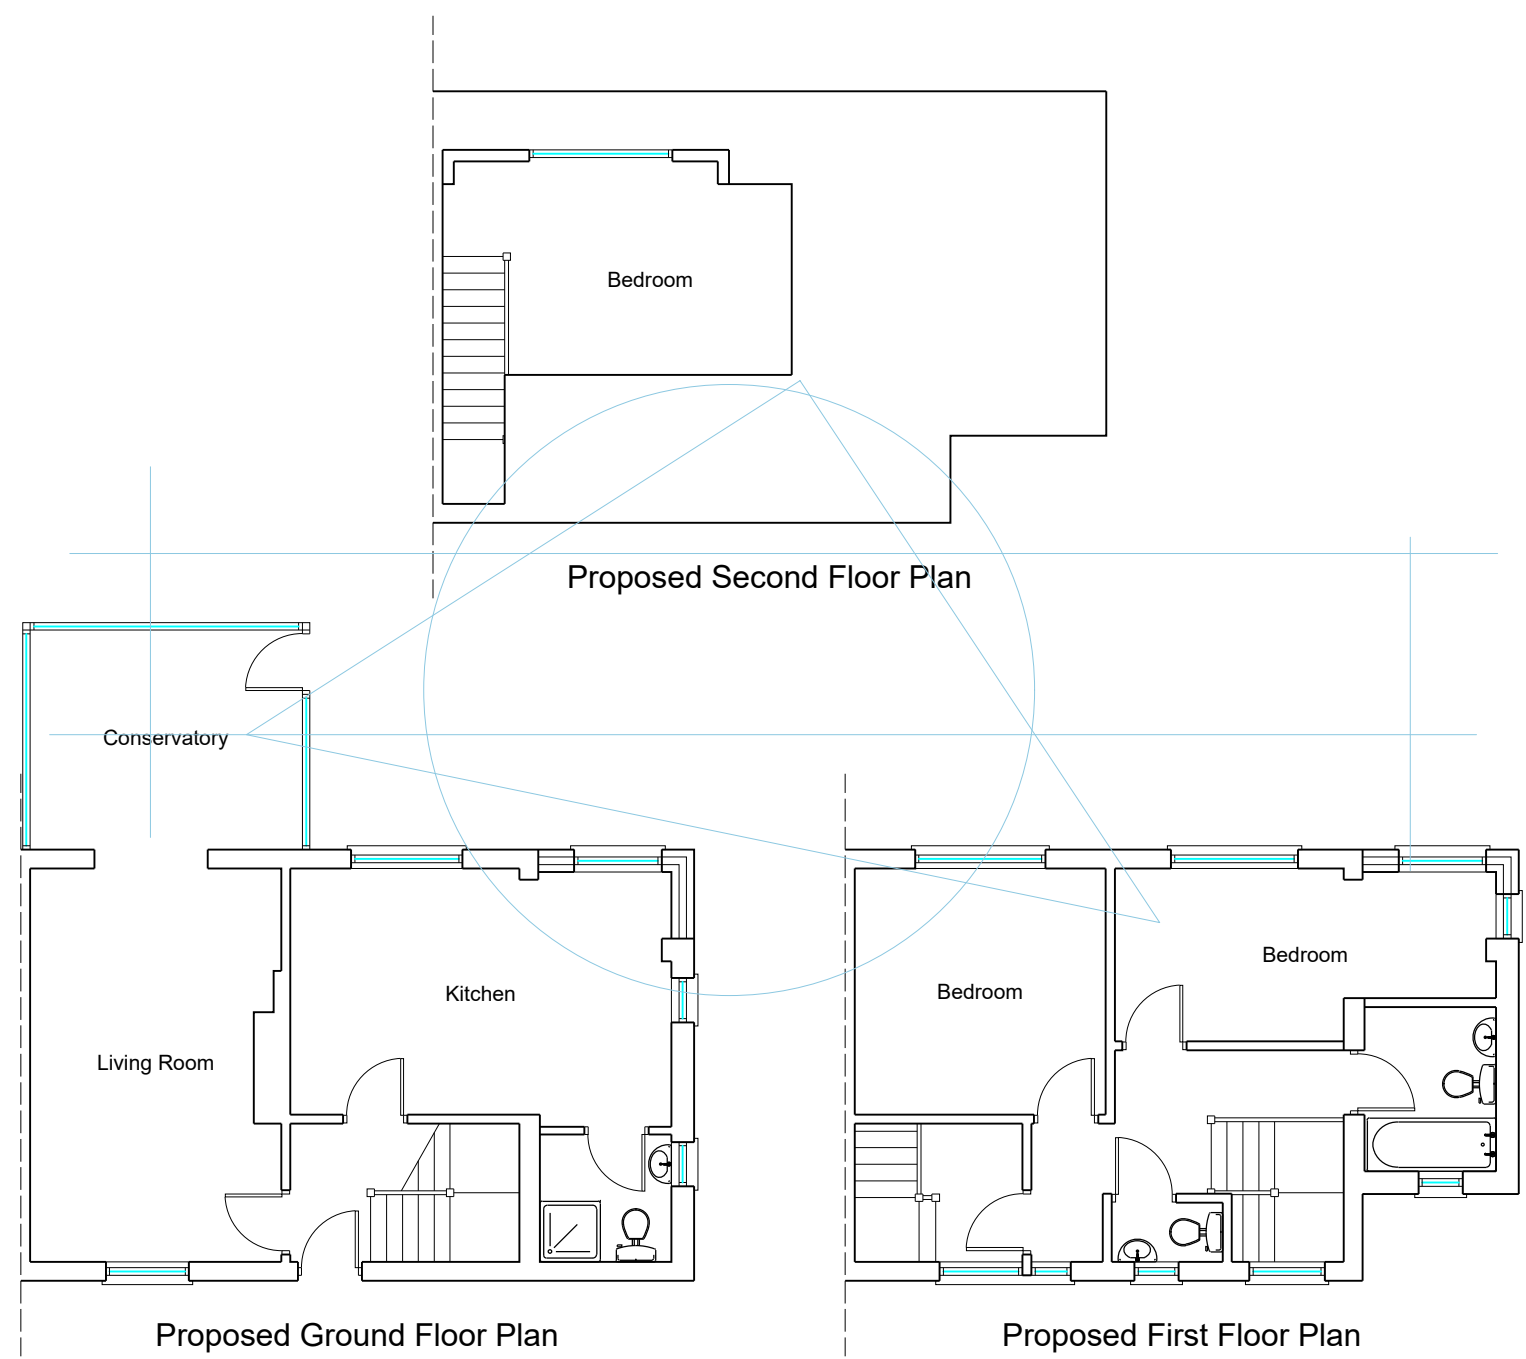 Bedroom
Proposed Second Floor Plan
Conservatory
Kitchen
Living Room
Proposed Ground Floor Plan
Bedroom
Bedroom
Proposed First Floor Plan